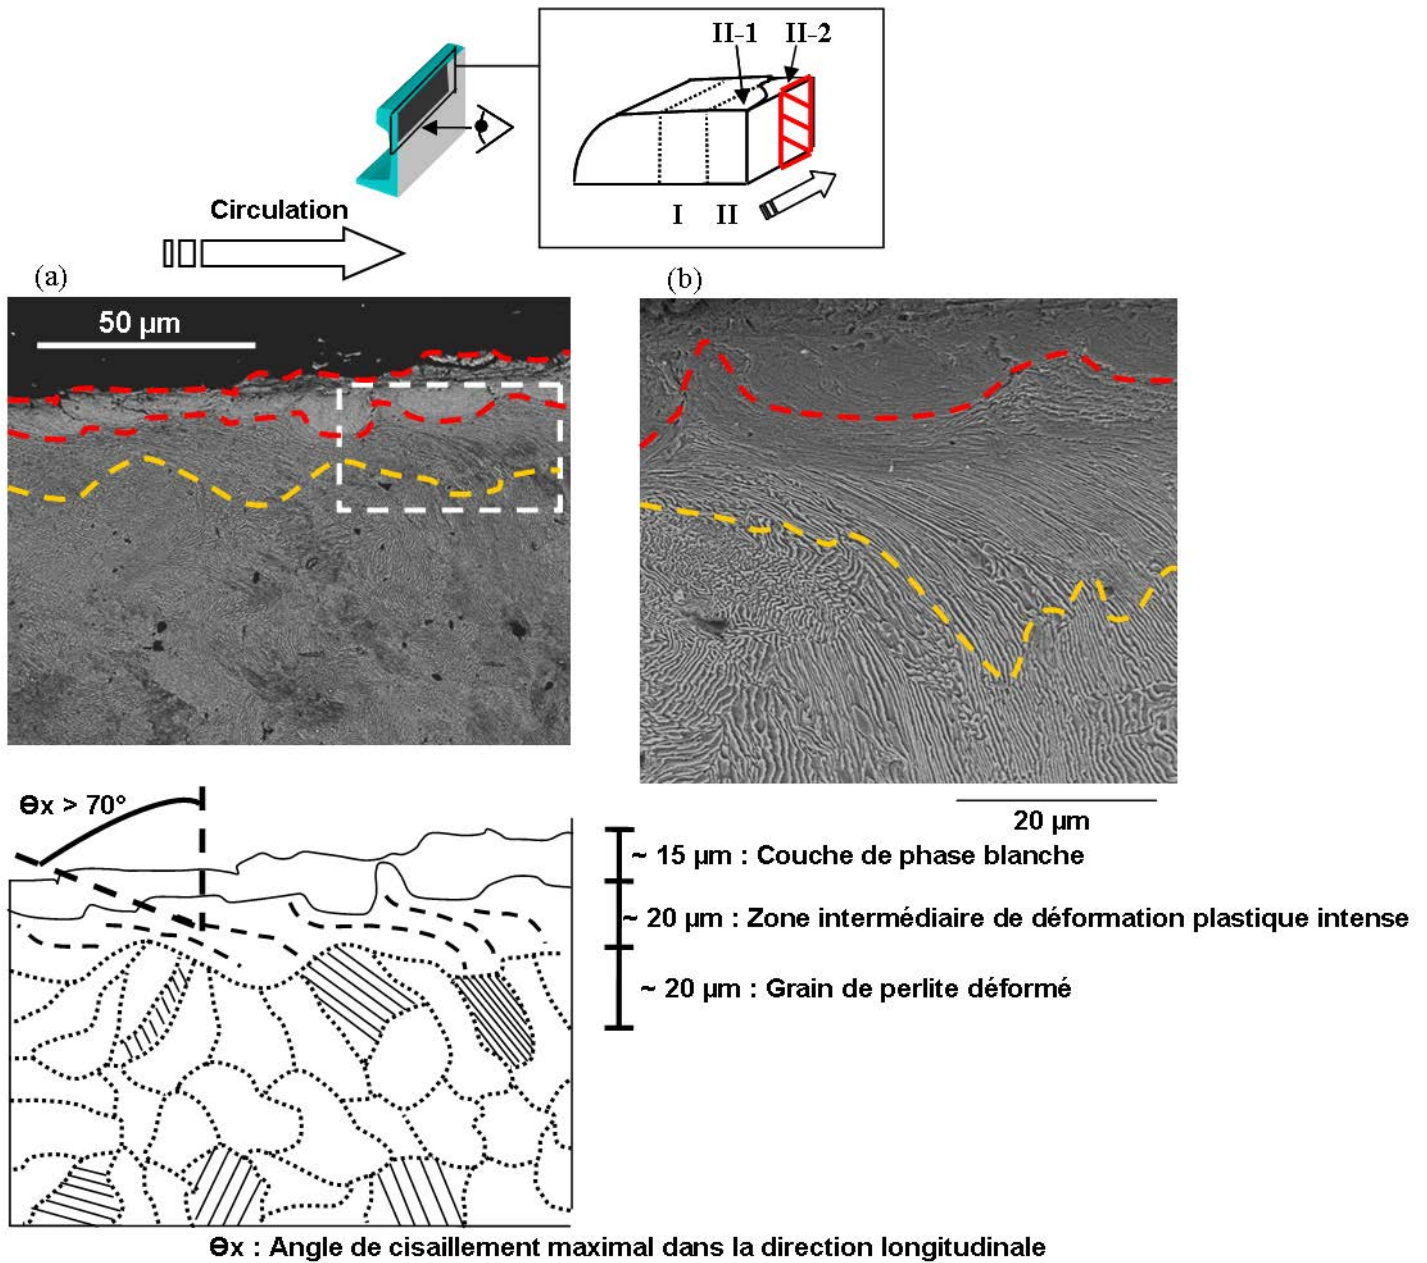 II-1 II-2
I II
Circulation
(a)
(b)
50 µm
20 µm
ϴx > 70°
~ 15 µm : Couche de phase blanche
~ 20 µm : Zone intermédiaire de déformation plastique intense
~ 20 µm : Grain de perlite déformé
ϴx : Angle de cisaillement maximal dans la direction longitudinale